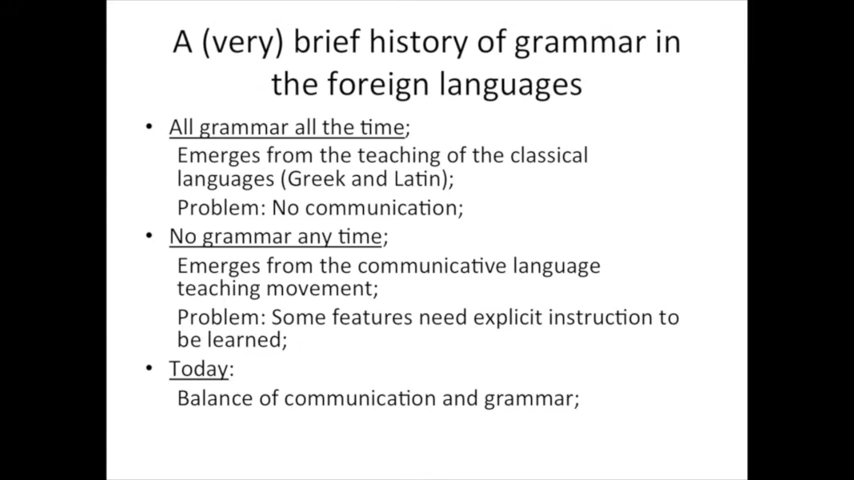 A (very) brief history of grammar in
the foreign languages
• All grammar all the time;
Emerges from the teaching of the classical
languages (Greek and Latin);
Problem: No communication;
• No grammar any time;
Emerges from the communicative language
teaching movement;
Problem: Some features need explicit instruction to
be learned;
• Today:
Balance of communication and grammar;